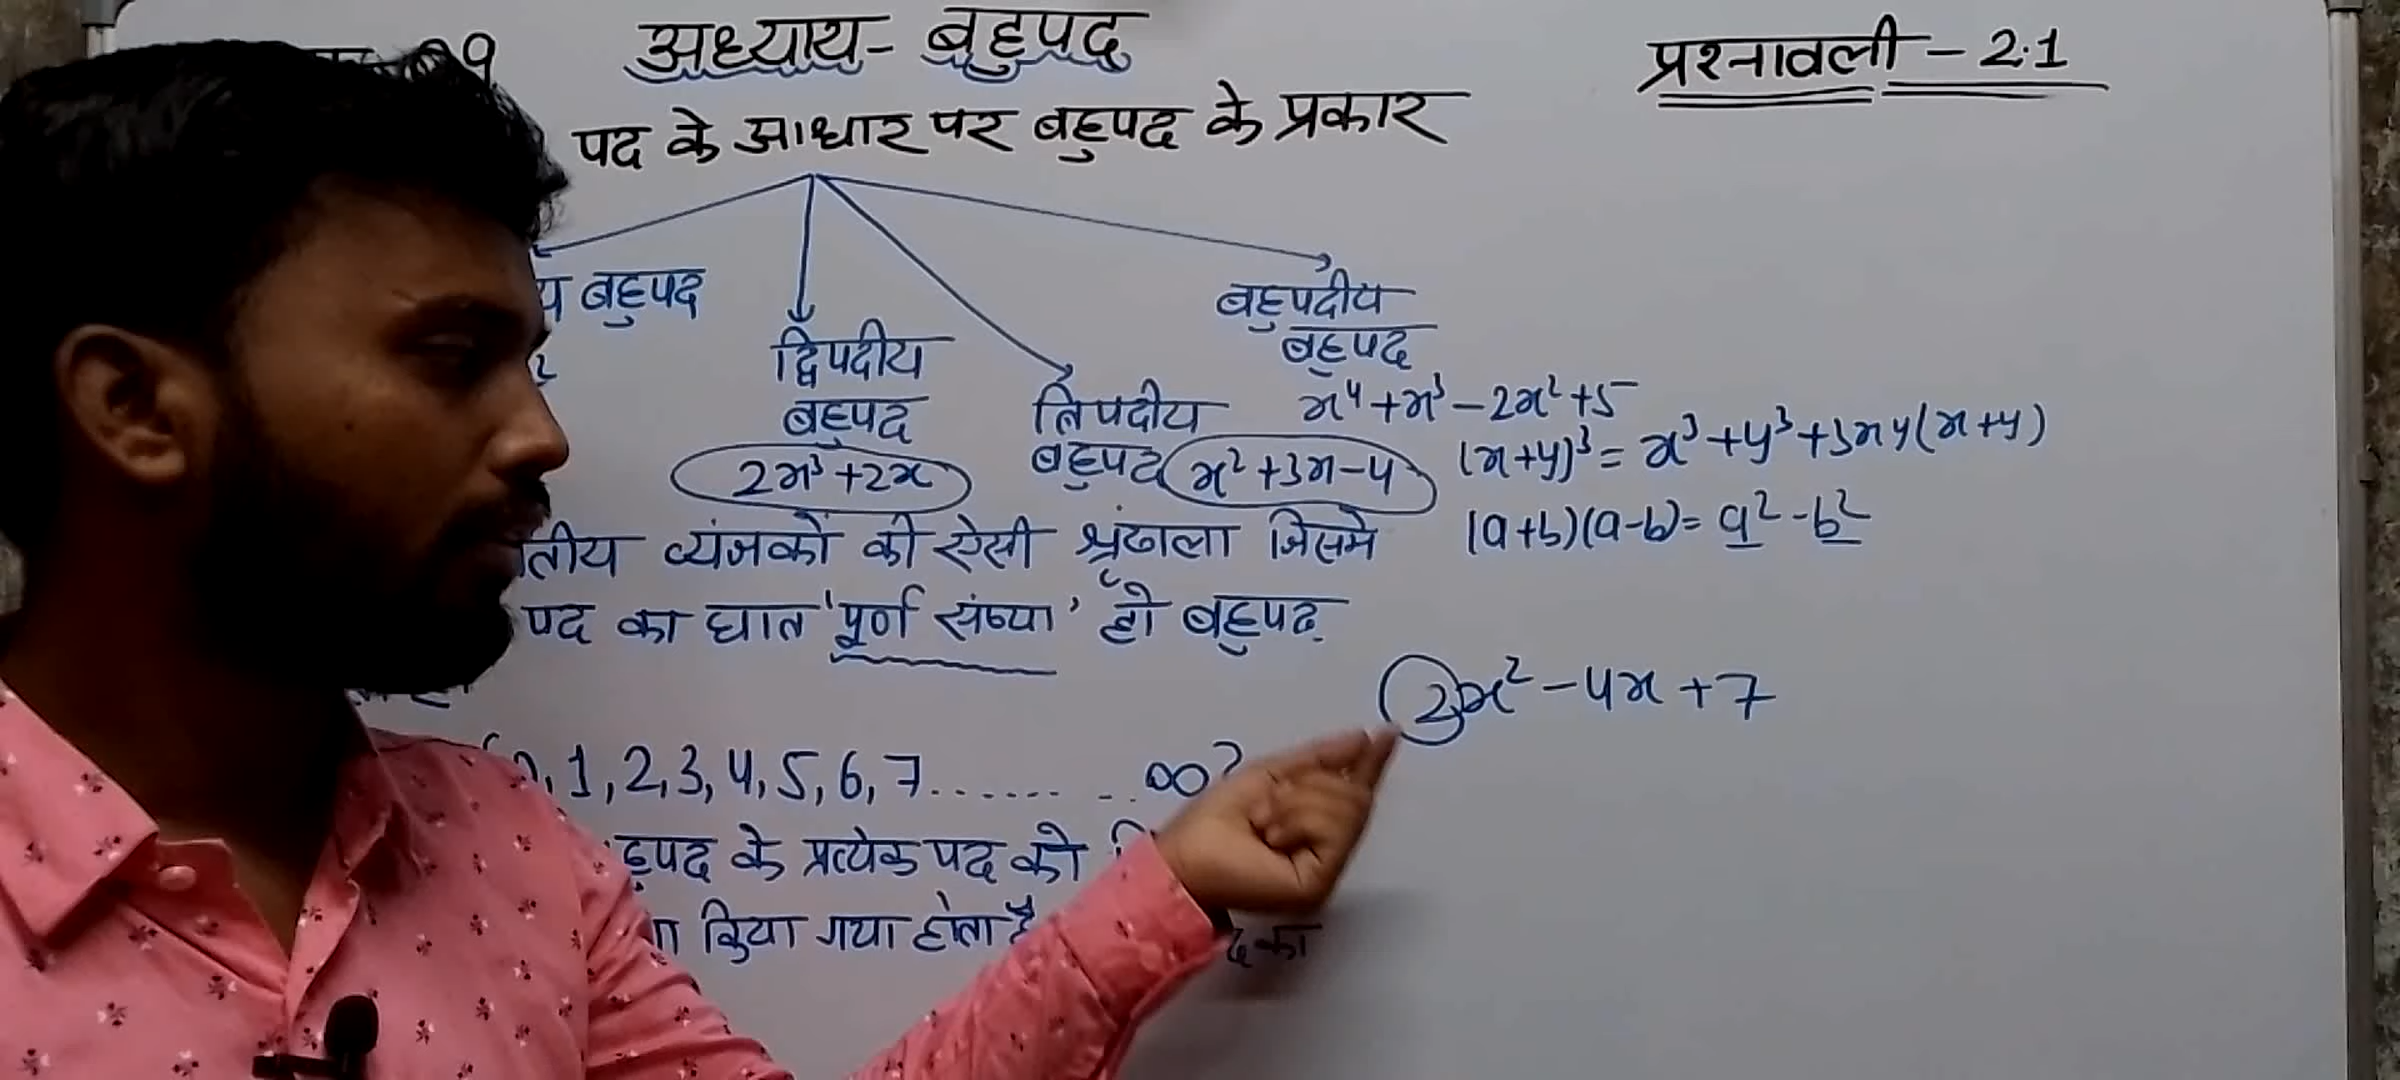 अध्याय - बहुपद
प्रश्नावली - 2.1
पद के आधार पर बहुपद के प्रकार
बहुपद
द्विपदीय
बहुपद
2x³+2x
त्रिपदीय
बहुपद x²+3x-4
बहुपदीय
बहुपद
x⁴+x³-2x²+5
(x+y)³= x³+y³+3xy(x+y)
(a+b)(a-b)= a²-b²
व्यंजकों की ऐसी श्रृंखला जिसमे
पद का घात 'पूर्ण संख्या' हो बहुपद
2x²-4x+7
1, 2, 3, 4, 5, 6, 7........ ∞
के प्रत्येक पद को
किया गया होता है